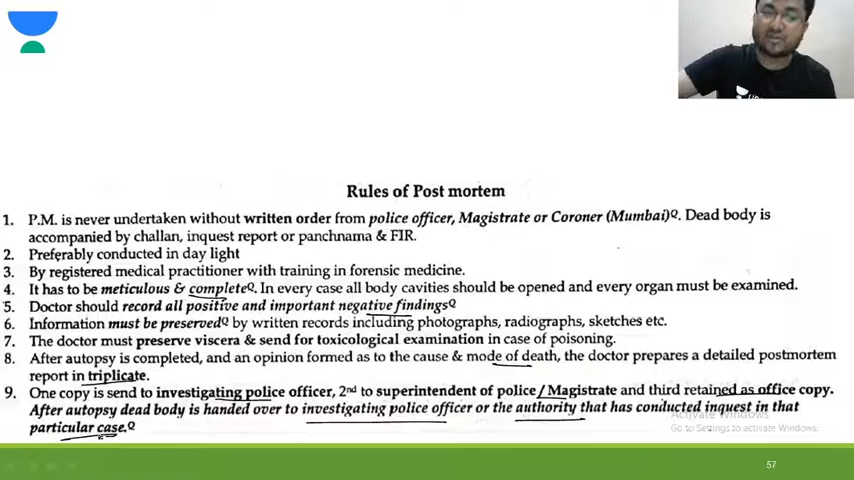 Rules of Post mortem
1. P.M. is never undertaken without written order from police officer, Magistrate or Coroner (Mumbai)Q. Dead body is
accompanied by challan, inquest report or panchnama & FIR.
2. Preferably conducted in day light
3. By registered medical practitioner with training in forensic medicine.
4. It has to be meticulous & completeQ. In every case all body cavities should be opened and every organ must be examined.
5. Doctor should record all positive and important negative findingsQ
6. Information must be preservedQ by written records including photographs, radiographs, sketches etc.
7. The doctor must preserve viscera & send for toxicological examination in case of poisoning.
8. After autopsy is completed, and an opinion formed as to the cause & mode of death, the doctor prepares a detailed postmortem
report in triplicate.
9. One copy is send to investigating police officer, 2nd to superintendent of police / Magistrate and third retained as office copy.
After autopsy dead body is handed over to investigating police officer or the authority that has conducted inquest in that
particular case.Q
Activate Windows
Go to Settings to activate Windows.
57